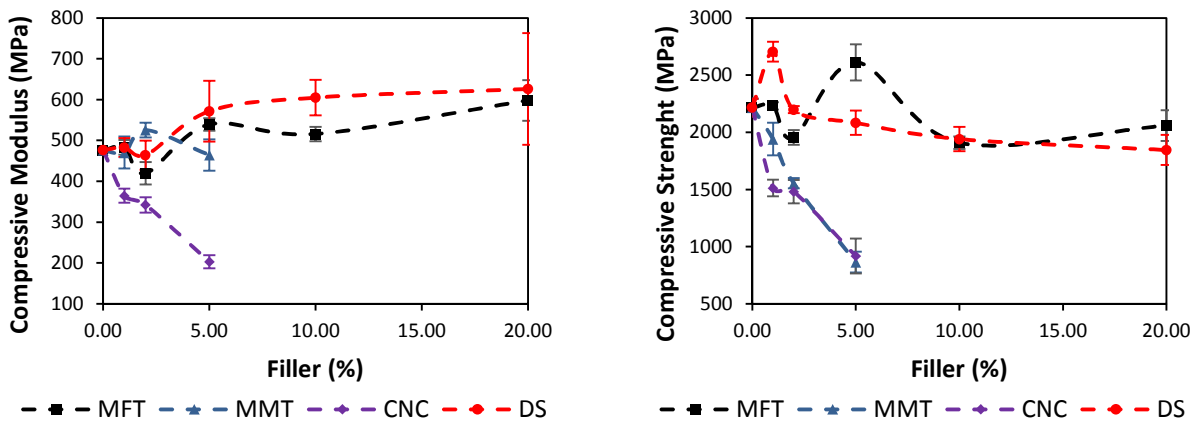 800
700
600
500
400
300
200
100
Compressive Modulus (MPa)
0.00 5.00 10.00 15.00 20.00
Filler (%)
MFT MMT CNC DS
3000
2500
2000
1500
1000
500
Compressive Strenght (MPa)
0.00 5.00 10.00 15.00 20.00
Filler (%)
MFT MMT CNC DS